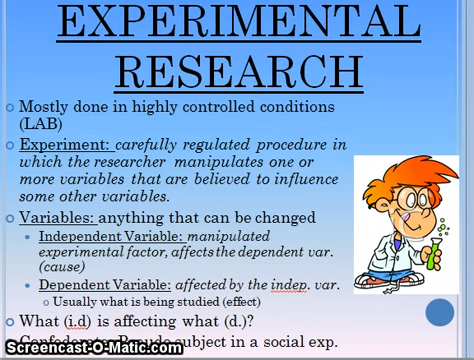 EXPERIMENTAL
RESEARCH
Mostly done in highly controlled conditions
(LAB)
Experiment: carefully regulated procedure in
which the researcher manipulates one or
more variables that are believed to influence
some other variables.
Variables: anything that can be changed
Independent Variable: manipulated
experimental factor, affects the dependent var.
(cause)
Dependent Variable: affected by the indep. var.
Usually what is being studied (effect)
What (i.d) is affecting what (d.)?
subject in a social exp.
Screencast-O-Matic.com